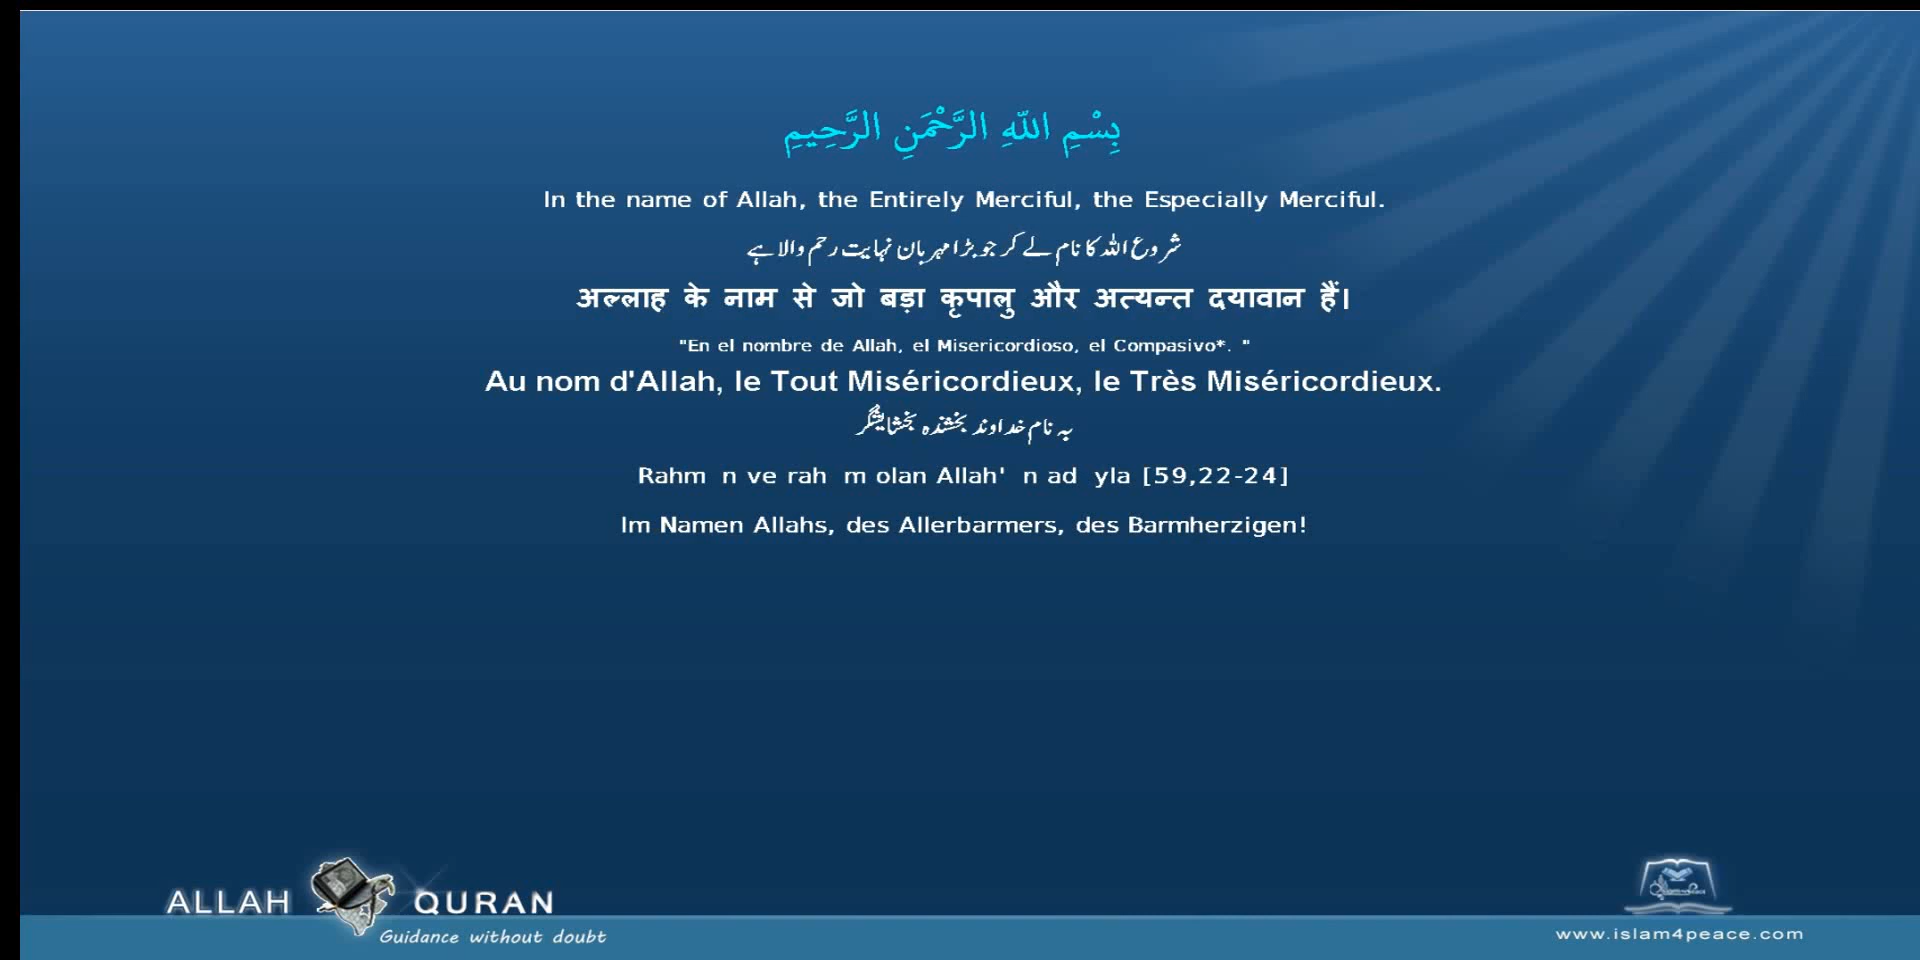 بِسْمِ اللّهِ الرَّحْمَنِ الرَّحِيمِ
In the name of Allah, the Entirely Merciful, the Especially Merciful.
شروع الله کا نام لے کر جو بڑا مہربان نہایت رحم والا ہے
अल्लाह के नाम से जो बड़ा कृपालु और अत्यन्त दयावान हैं।
"En el nombre de Allah, el Misericordioso, el Compasivo*. "
Au nom d'Allah, le Tout Miséricordieux, le Très Miséricordieux.
به نام خداوند بخشنده بخشایشگر
Rahm n ve rah m olan Allah' n ad yla [59,22-24]
Im Namen Allahs, des Allerbarmers, des Barmherzigen!
ALLAH QURAN
Guidance without doubt
www.islam4peace.com